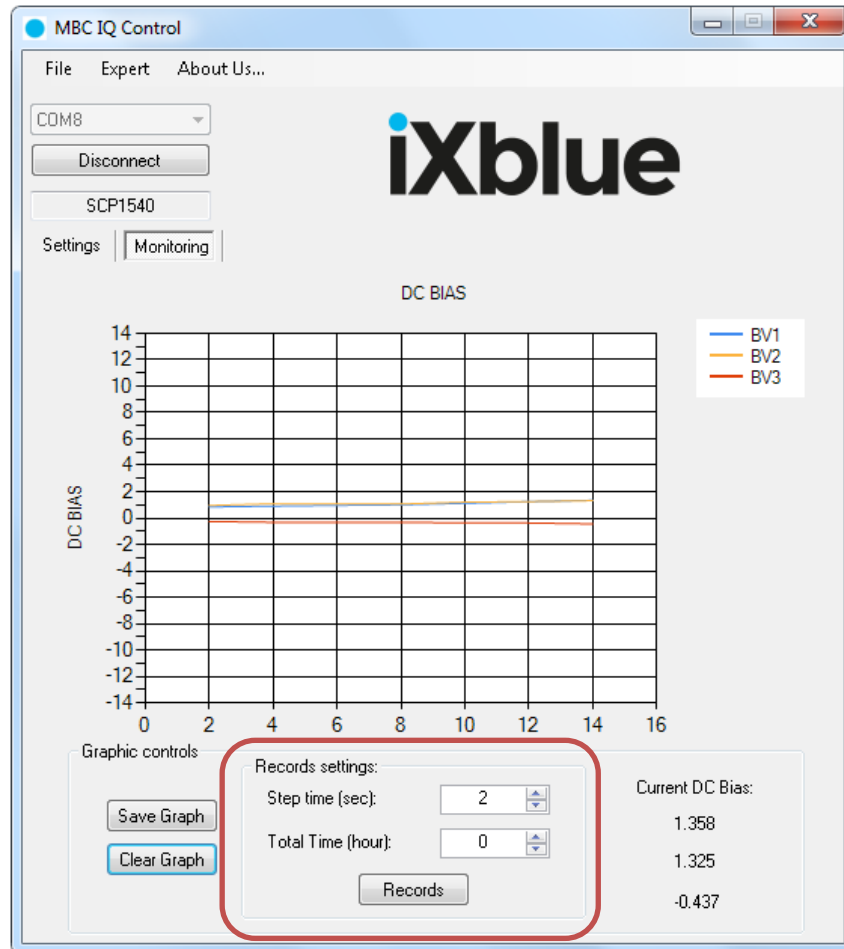 MBC IQ Control
File Expert About Us...
COM8
Disconnect
iXblue
SCP1540
Settings Monitoring
DC BIAS
BV1
BV2
BV3
DC BIAS
14
12
10
8
6
4
2
0
-2
-4
-6
-8
-10
-12
-14
0 2 4 6 8 10 12 14 16
Graphic controls
Save Graph
Clear Graph
Records settings:
Step time (sec): 2
Total Time (hour): 0
Records
Current DC Bias:
1.358
1.325
-0.437